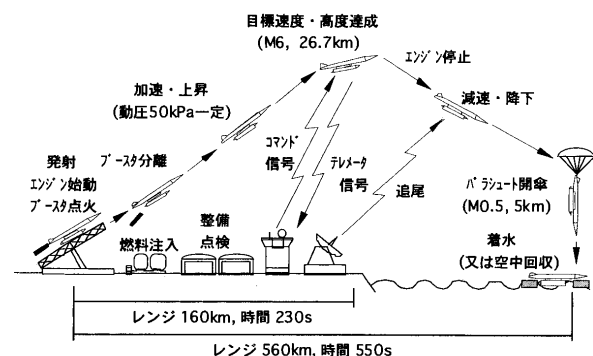 目標速度・高度達成
(M6, 26.7km)
ｴﾝｼﾞﾝ停止
加速・上昇
(動圧50kPa一定)
減速・降下
発射
ｴﾝｼﾞﾝ始動
ﾌﾞｰｽﾀ点火
ﾌﾞｰｽﾀ分離
ｺﾏﾝﾄﾞ
信号
ﾃﾚﾒｰﾀ
信号
追尾
ﾊﾟﾗｼｭｰﾄ開傘
(M0.5, 5km)
燃料注入
整備
点検
着水
(又は空中回収)
レンジ 160km, 時間 230s
レンジ 560km, 時間 550s